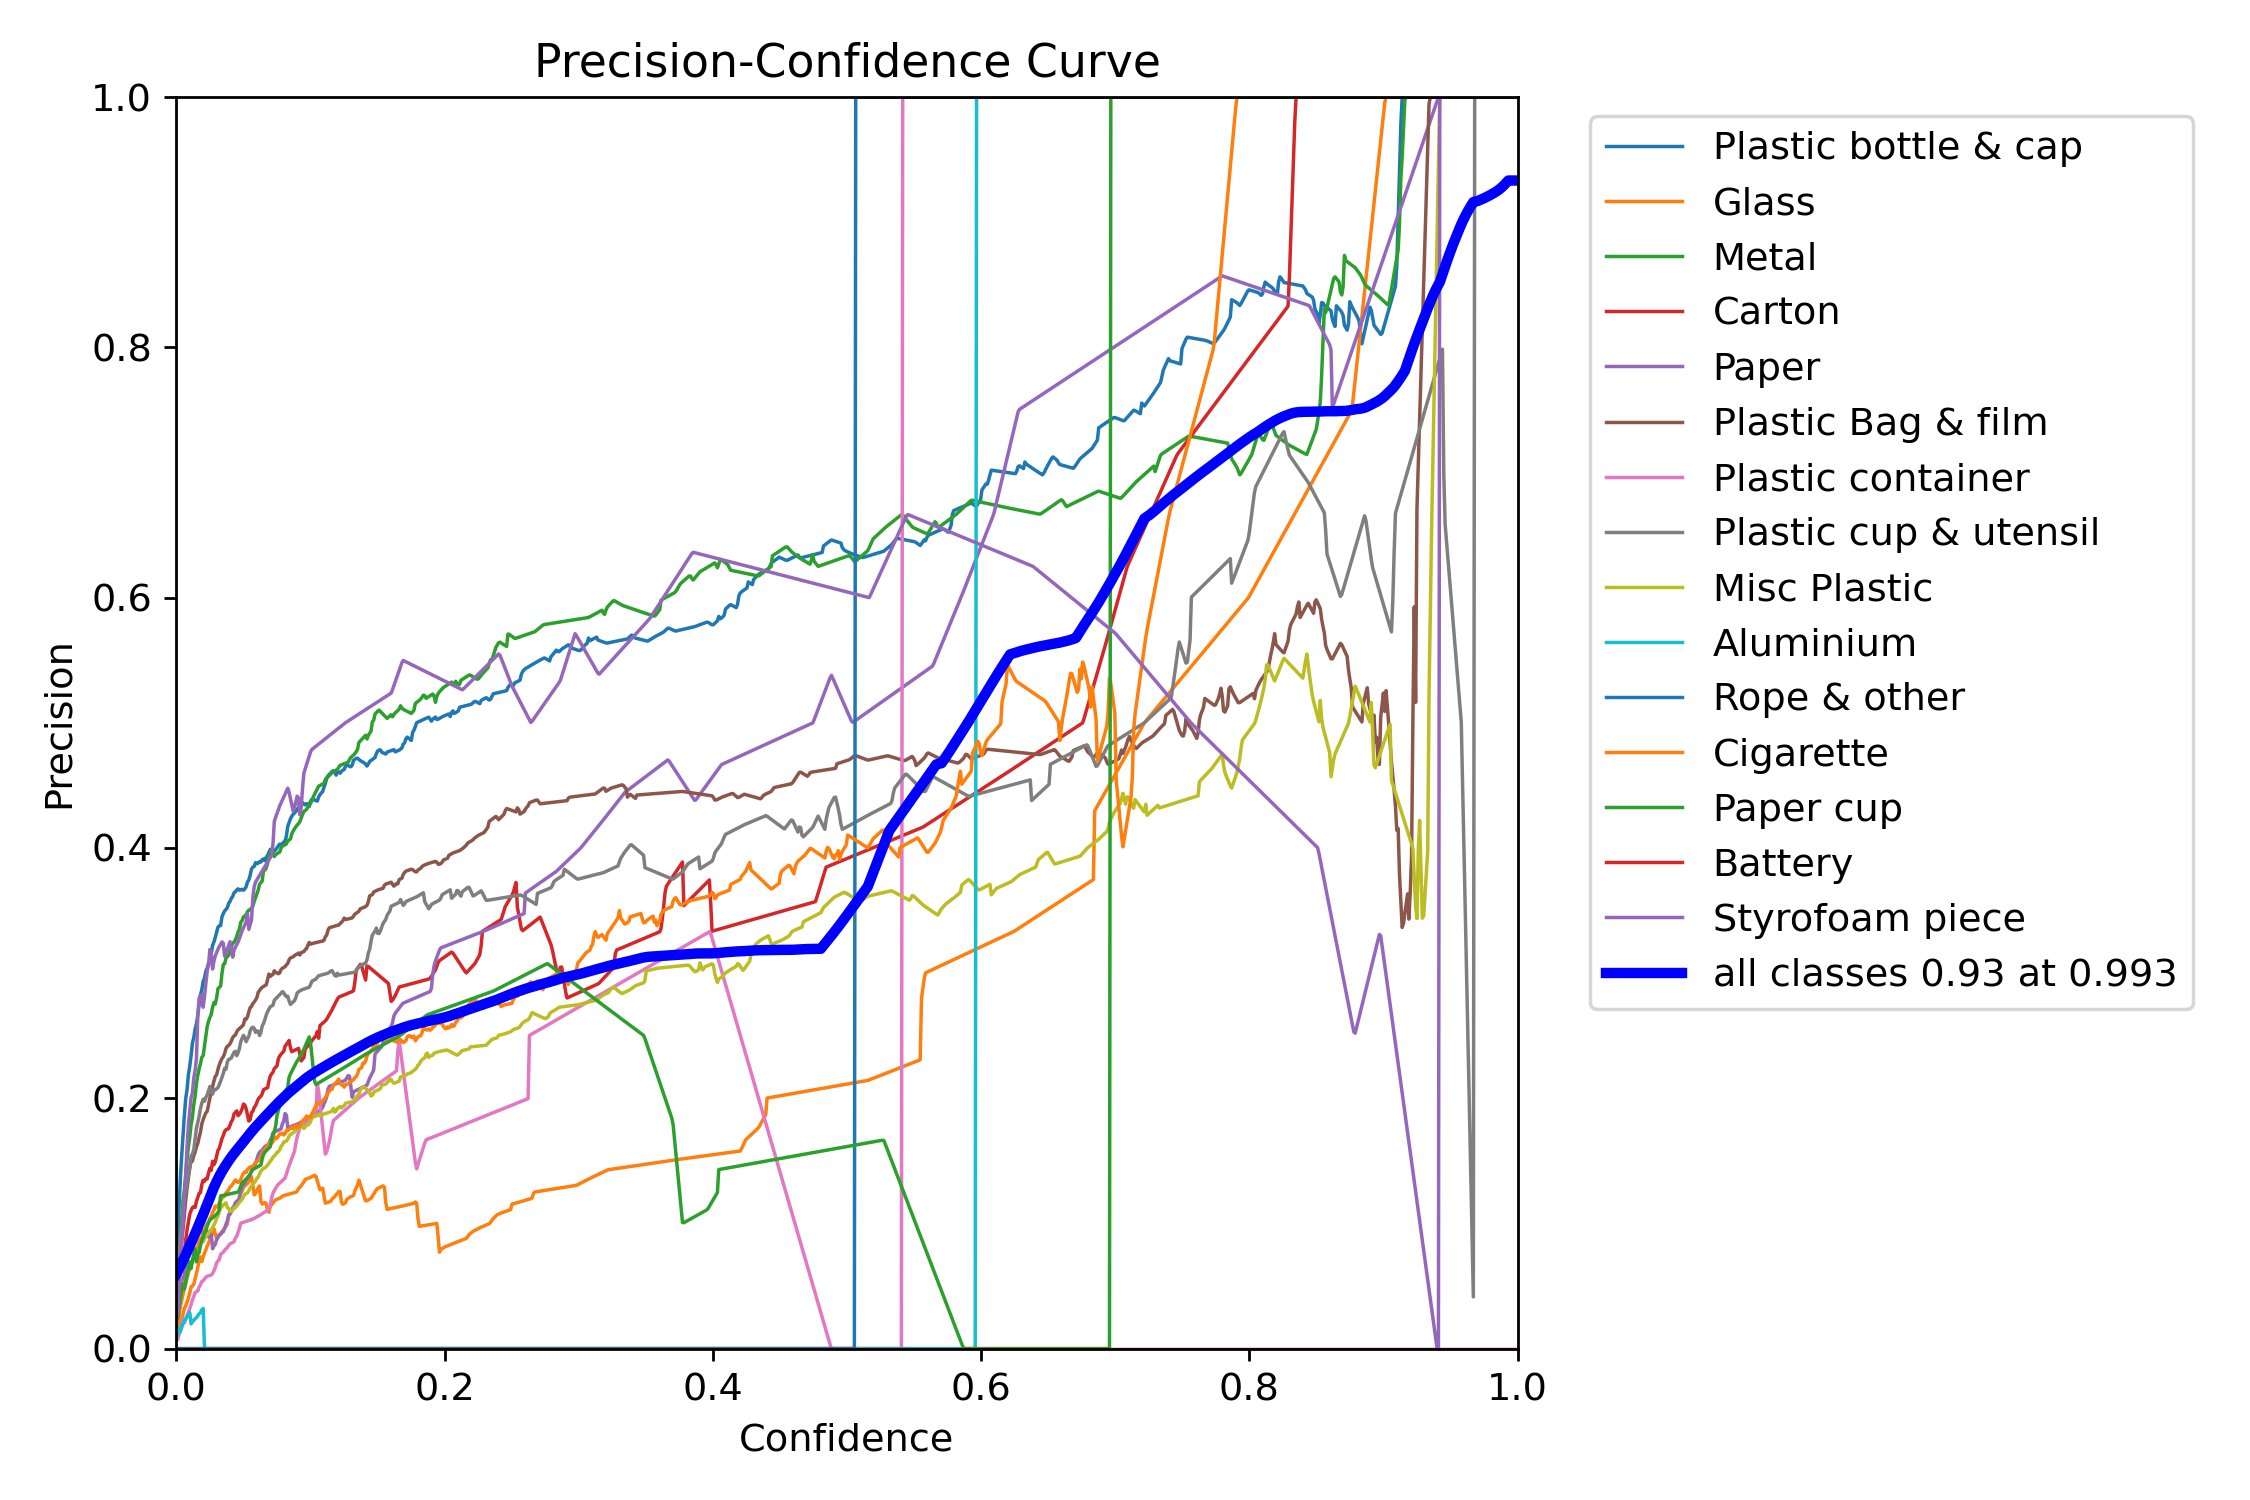 Precision-Confidence Curve
1.0
0.8
0.6
0.4
0.2
0.0
Precision
0.0 0.2 0.4 0.6 0.8 1.0
Confidence
Plastic bottle & cap
Glass
Metal
Carton
Paper
Plastic Bag & film
Plastic container
Plastic cup & utensil
Misc Plastic
Aluminium
Rope & other
Cigarette
Paper cup
Battery
Styrofoam piece
all classes 0.93 at 0.993